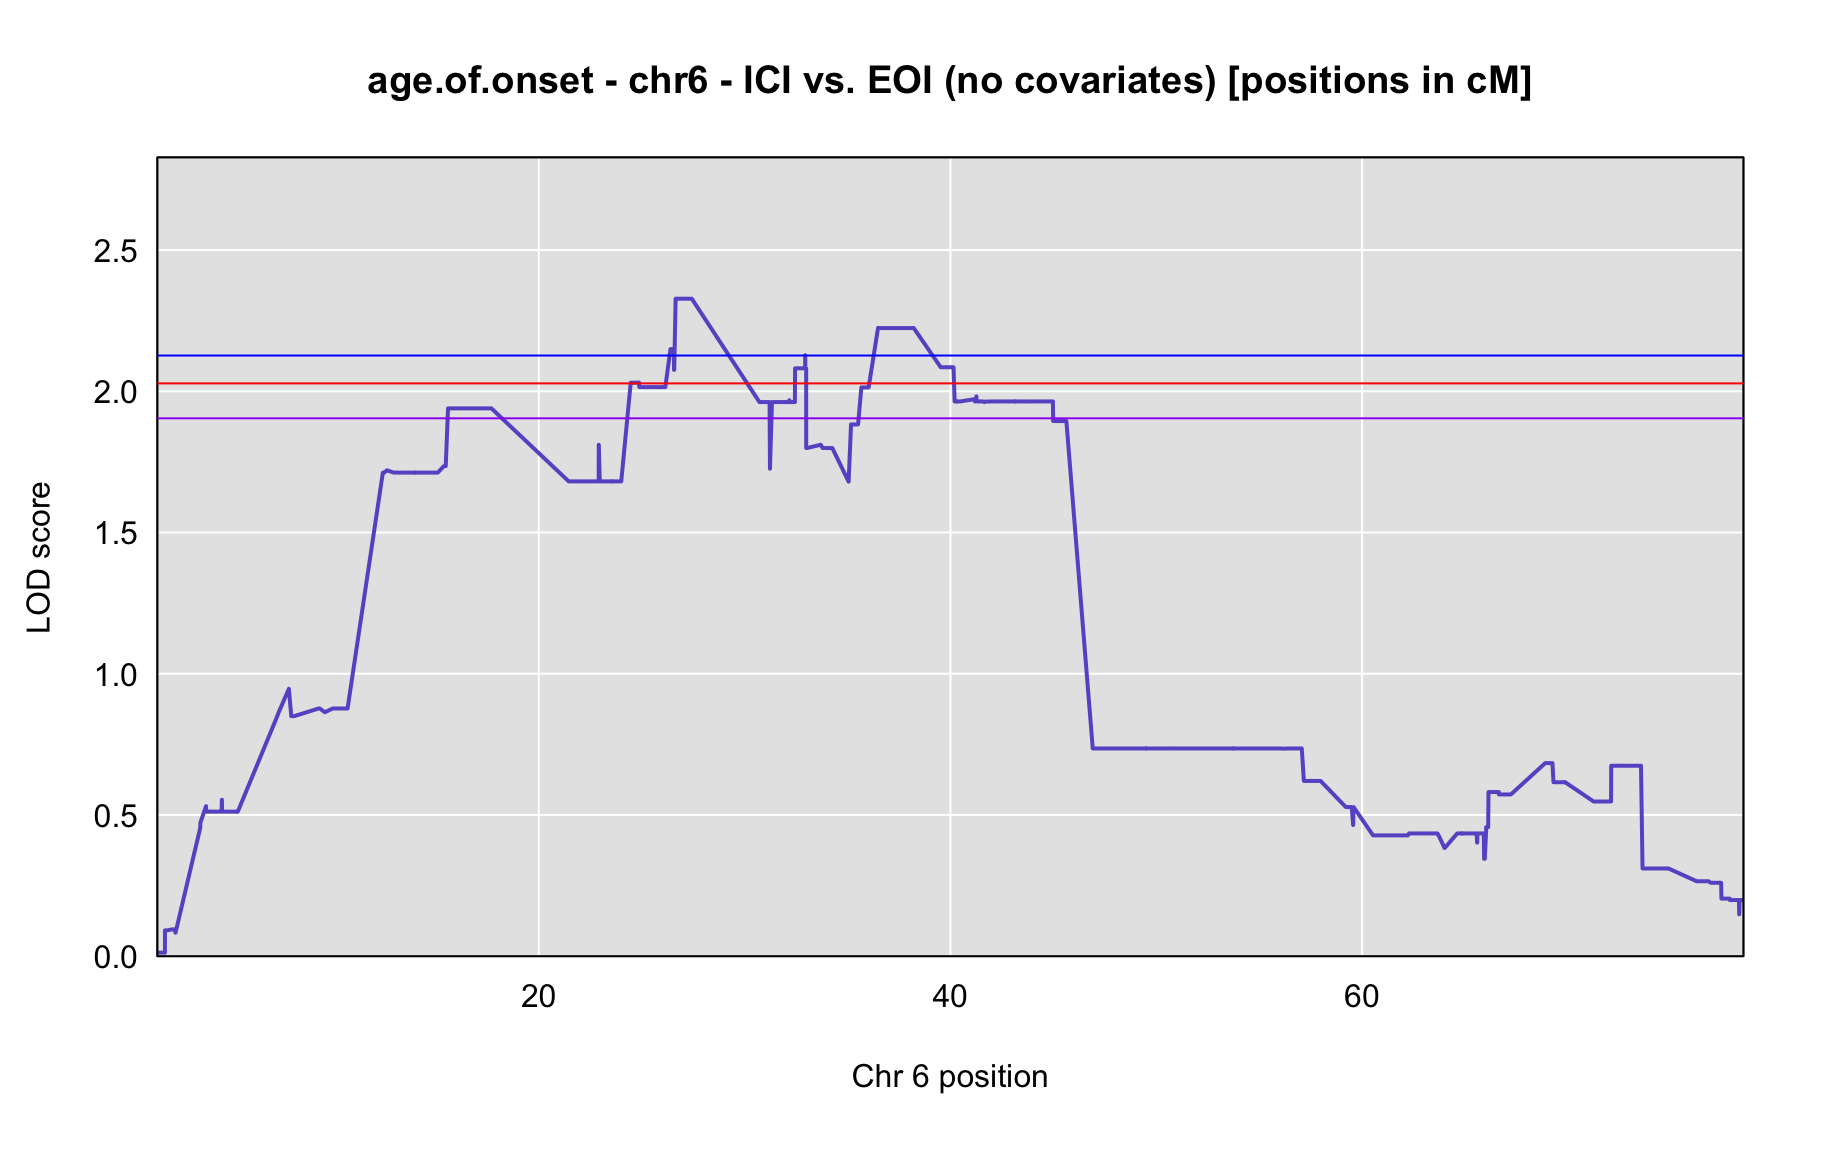 age.of.onset - chr6 - ICI vs. EOI (no covariates) [positions in cM]
2.5
2.0
1.5
1.0
0.5
0.0
LOD score
20 40 60
Chr 6 position